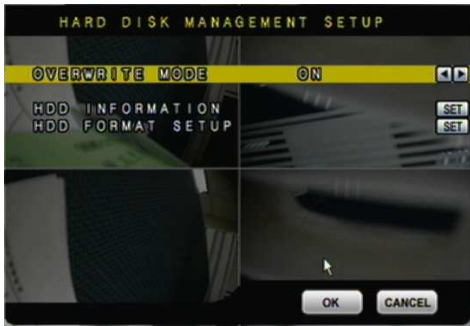 HARD DISK MANAGEMENT SETUP
OVERWRITE MODE ON
HDD INFORMATION SET
HDD FORMAT SETUP SET
OK CANCEL